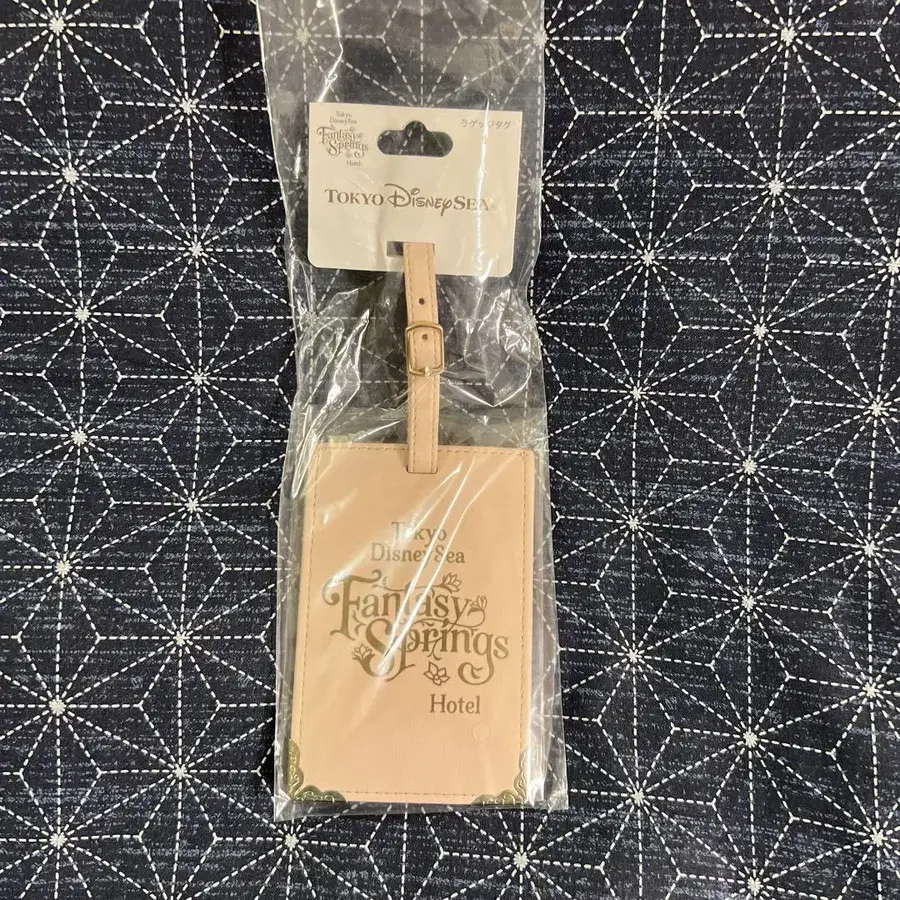 Tokyo
DisneySea
Fantasy
Springs
Hotel
ラゲッジタグ
TOKYO DISNEYSEA
Tokyo
DisneySea
Fantasy
Springs
Hotel